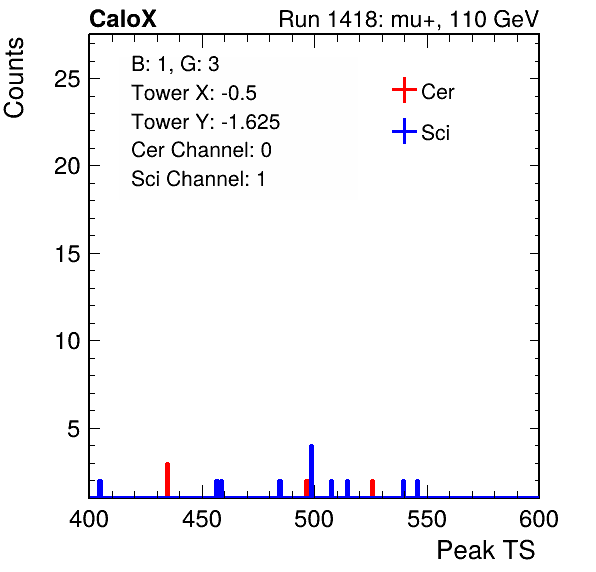 CaloX Run 1418: mu+, 110 GeV
Counts
B: 1, G: 3
Tower X: -0.5
Tower Y: -1.625
Cer Channel: 0
Sci Channel: 1
Cer
Sci
25
20
15
10
5
400 450 500 550 600
Peak TS